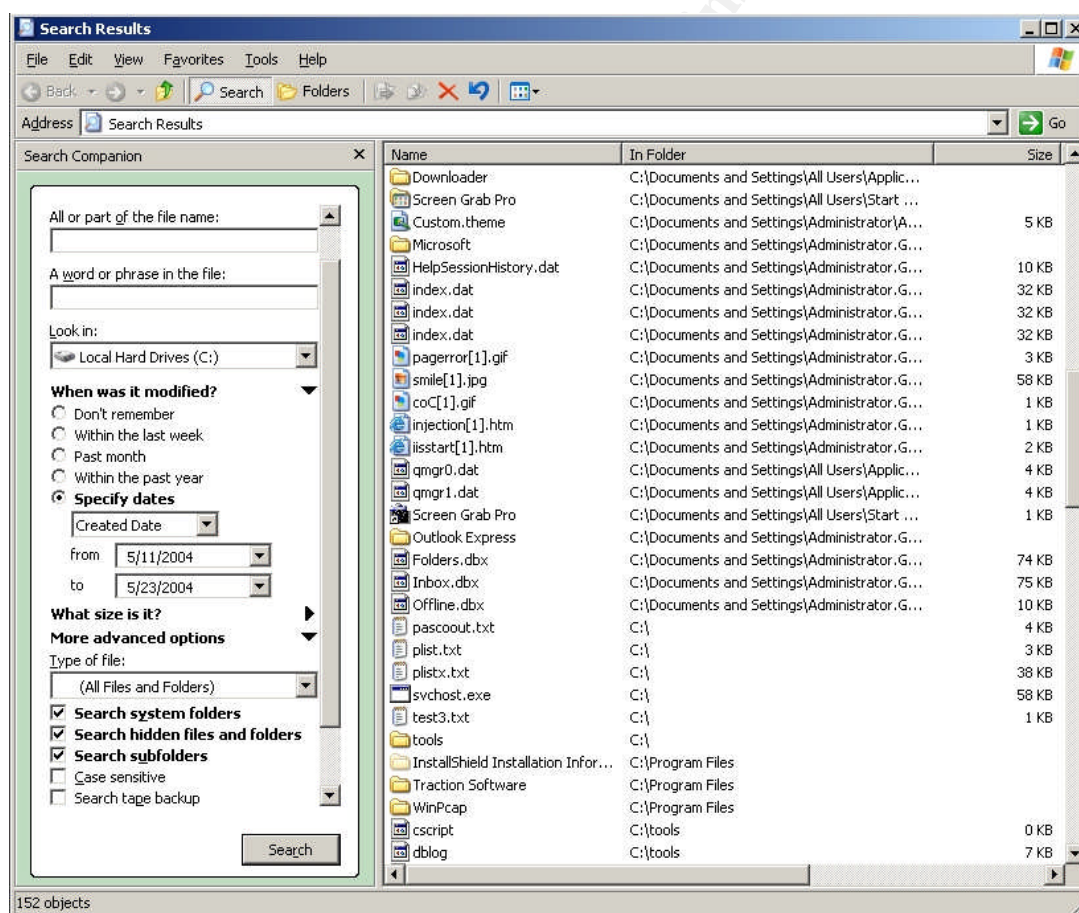 Search Results
File Edit View Favorites Tools Help
Back Search Folders
Address Search Results Go
Search Companion
All or part of the file name:
A word or phrase in the file:
Look in:
Local Hard Drives (C:)
When was it modified?
Don't remember
Within the last week
Past month
Within the past year
Specify dates
Created Date
from 5/11/2004
to 5/23/2004
What size is it?
More advanced options
Type of file:
(All Files and Folders)
Search system folders
Search hidden files and folders
Search subfolders
Case sensitive
Search tape backup
Search
Name In Folder Size
Downloader C:\Documents and Settings\All Users\Applic...
Screen Grab Pro C:\Documents and Settings\All Users\Start ...
Custom.theme C:\Documents and Settings\Administrator\A... 5 KB
Microsoft C:\Documents and Settings\Administrator.G...
HelpSessionHistory.dat C:\Documents and Settings\Administrator.G... 10 KB
index.dat C:\Documents and Settings\Administrator.G... 32 KB
index.dat C:\Documents and Settings\Administrator.G... 32 KB
index.dat C:\Documents and Settings\Administrator.G... 32 KB
pagerror[1].gif C:\Documents and Settings\Administrator.G... 3 KB
smile[1].jpg C:\Documents and Settings\Administrator.G... 58 KB
coC[1].gif C:\Documents and Settings\Administrator.G... 1 KB
injection[1].htm C:\Documents and Settings\Administrator.G... 1 KB
iisstart[1].htm C:\Documents and Settings\Administrator.G... 2 KB
qmgr0.dat C:\Documents and Settings\All Users\Applic... 4 KB
qmgr1.dat C:\Documents and Settings\All Users\Applic... 4 KB
Screen Grab Pro C:\Documents and Settings\All Users\Start ... 1 KB
Outlook Express C:\Documents and Settings\Administrator.G...
Folders.dbx C:\Documents and Settings\Administrator.G... 74 KB
Inbox.dbx C:\Documents and Settings\Administrator.G... 75 KB
Offline.dbx C:\Documents and Settings\Administrator.G... 10 KB
pascoout.txt C:\ 4 KB
plist.txt C:\ 3 KB
plistx.txt C:\ 38 KB
svchost.exe C:\ 58 KB
test3.txt C:\ 1 KB
tools C:\
InstallShield Installation Infor... C:\Program Files
Traction Software C:\Program Files
WinPcap C:\Program Files
cscript C:\tools 0 KB
dblog C:\tools 7 KB
152 objects